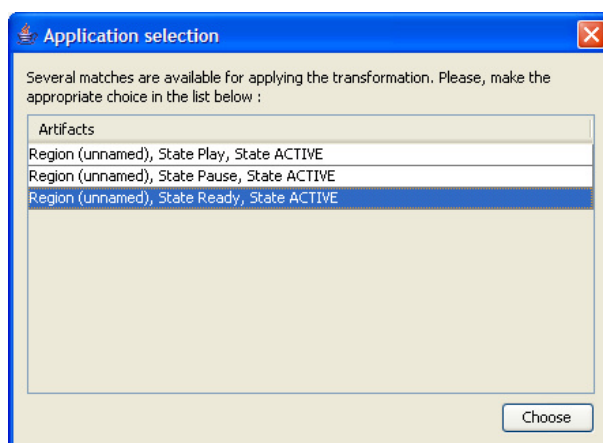 Application selection
Several matches are available for applying the transformation. Please, make the
appropriate choice in the list below :
Artifacts
Region (unnamed), State Play, State ACTIVE
Region (unnamed), State Pause, State ACTIVE
Region (unnamed), State Ready, State ACTIVE
Choose